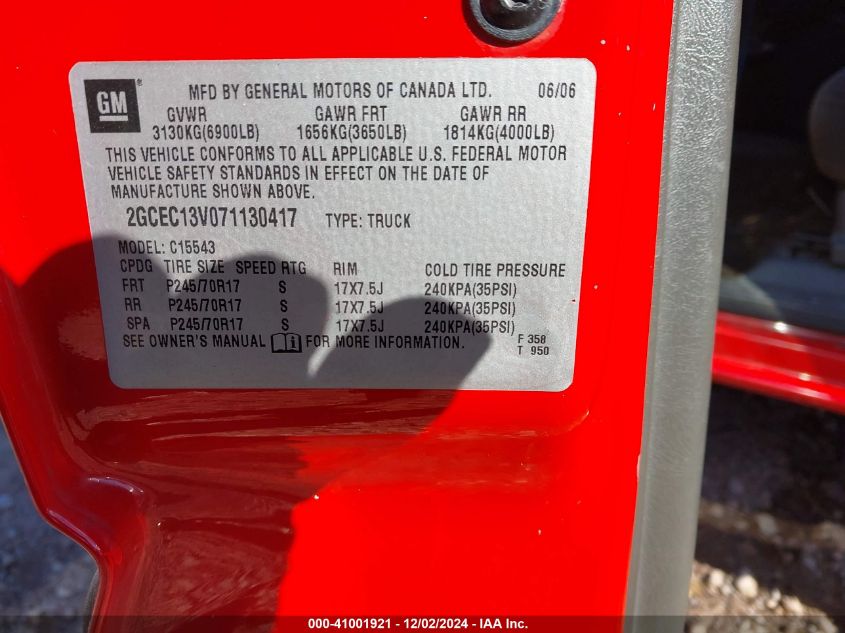 GM ® MFD BY GENERAL MOTORS OF CANADA LTD. 06/06
GVWR GAWR FRT GAWR RR
3130KG(6900LB) 1656KG(3650LB) 1814KG(4000LB)
THIS VEHICLE CONFORMS TO ALL APPLICABLE U.S. FEDERAL MOTOR
VEHICLE SAFETY STANDARDS IN EFFECT ON THE DATE OF
MANUFACTURE SHOWN ABOVE.
2GCEC13V071130417 TYPE: TRUCK
MODEL: C15543
CPDG TIRE SIZE SPEED RTG RIM COLD TIRE PRESSURE
FRT P245/70R17 S 17X7.5J 240KPA(35PSI)
RR P245/70R17 S 17X7.5J 240KPA(35PSI)
SPA P245/70R17 S 17X7.5J 240KPA(35PSI)
SEE OWNER'S MANUAL FOR MORE INFORMATION.
F 358
T 950
000-41001921 - 12/02/2024 - IAA Inc.